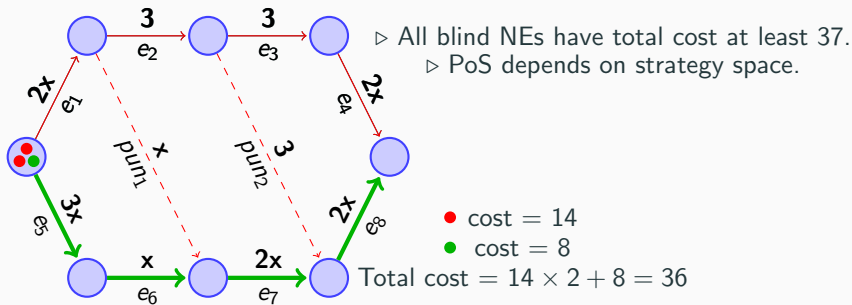 3
3
▷ All blind NEs have total cost at least 37.
e2
e3
▷ PoS depends on strategy space.
2x
e1
2x
e4
x
pun1
3
pun2
3x
e5
2x
e8
● cost = 14
● cost = 8
x
2x
Total cost = 14 × 2 + 8 = 36
e6
e7